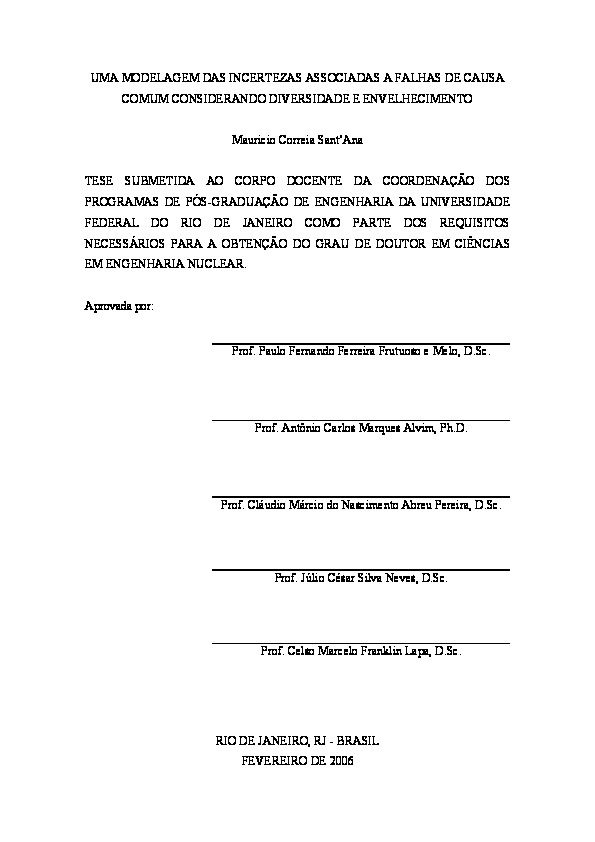 UMA MODELAGEM DAS INCERTEZAS ASSOCIADAS A FALHAS DE CAUSA
COMUM CONSIDERANDO DIVERSIDADE E ENVELHECIMENTO
Mauricio Correia Sant'Ana
TESE SUBMETIDA AO CORPO DOCENTE DA COORDENAÇÃO DOS
PROGRAMAS DE PÓS-GRADUAÇÃO DE ENGENHARIA DA UNIVERSIDADE
FEDERAL DO RIO DE JANEIRO COMO PARTE DOS REQUISITOS
NECESSÁRIOS PARA A OBTENÇÃO DO GRAU DE DOUTOR EM CIÊNCIAS
EM ENGENHARIA NUCLEAR.
Aprovada por:
Prof. Paulo Fernando Ferreira Frutuoso e Melo, D.Sc.
Prof. Antônio Carlos Marques Alvim, Ph.D.
Prof. Cláudio Márcio do Nascimento Abreu Pereira, D.Sc.
Prof. Júlio César Silva Neves, D.Sc.
Prof. Celso Marcelo Franklin Lapa, D.Sc.
RIO DE JANEIRO, RJ - BRASIL
FEVEREIRO DE 2006